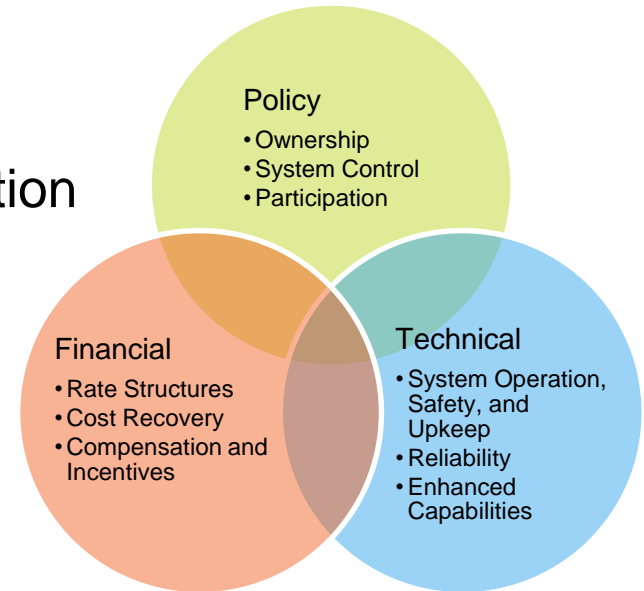 Policy
• Ownership
• System Control
• Participation
tion
Financial
• Rate Structures
• Cost Recovery
• Compensation and
Incentives
Technical
• System Operation,
Safety, and
Upkeep
• Reliability
• Enhanced
Capabilities